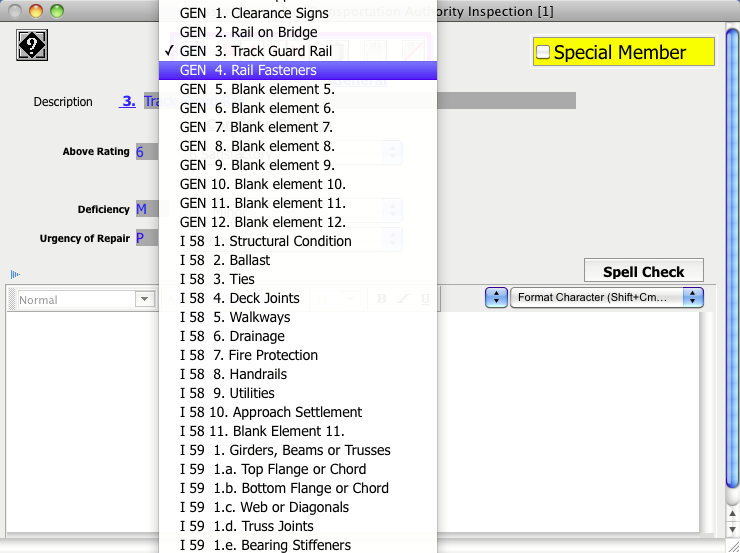 Transportation Authority Inspection [1]
Special Member
Description 3. Tra
Above Rating 6
Deficiency M
Urgency of Repair P
Spell Check
Normal
B
U
Format Character (Shift+Cm...
GEN 1. Clearance Signs
GEN 2. Rail on Bridge
✓ GEN 3. Track Guard Rail
GEN 4. Rail Fasteners
GEN 5. Blank element 5.
GEN 6. Blank element 6.
GEN 7. Blank element 7.
GEN 8. Blank element 8.
GEN 9. Blank element 9.
GEN 10. Blank element 10.
GEN 11. Blank element 11.
GEN 12. Blank element 12.
I 58 1. Structural Condition
I 58 2. Ballast
I 58 3. Ties
I 58 4. Deck Joints
I 58 5. Walkways
I 58 6. Drainage
I 58 7. Fire Protection
I 58 8. Handrails
I 58 9. Utilities
I 58 10. Approach Settlement
I 58 11. Blank Element 11.
I 59 1. Girders, Beams or Trusses
I 59 1.a. Top Flange or Chord
I 59 1.b. Bottom Flange or Chord
I 59 1.c. Web or Diagonals
I 59 1.d. Truss Joints
I 59 1.e. Bearing Stiffeners